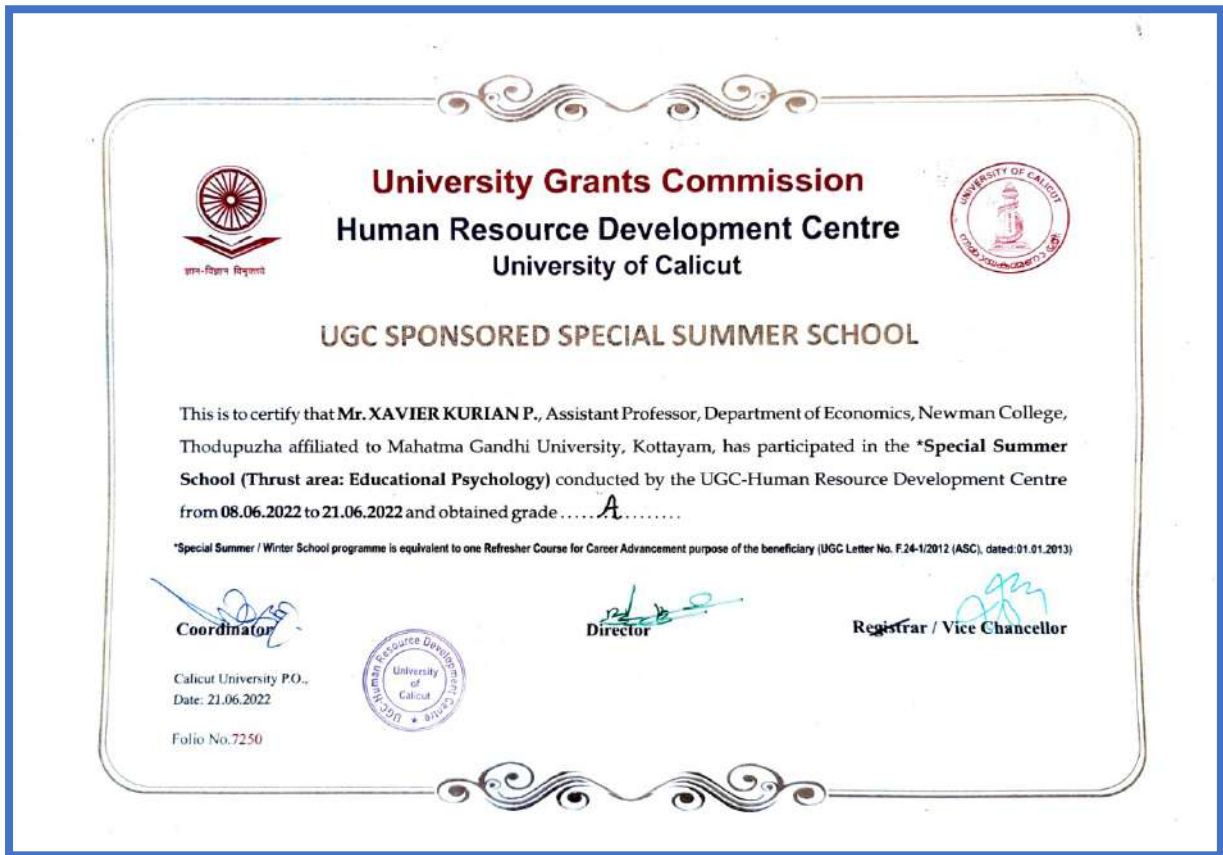 University Grants Commission
Human Resource Development Centre
University of Calicut
ज्ञान-विज्ञान विमुक्तये
UNIVERSITY OF CALICUT
UGC SPONSORED SPECIAL SUMMER SCHOOL
This is to certify that Mr. XAVIER KURIAN P., Assistant Professor, Department of Economics, Newman College,
Thodupuzha affiliated to Mahatma Gandhi University, Kottayam, has participated in the *Special Summer
School (Thrust area: Educational Psychology) conducted by the UGC-Human Resource Development Centre
from 08.06.2022 to 21.06.2022 and obtained grade.....A.........
*Special Summer / Winter School programme is equivalent to one Refresher Course for Career Advancement purpose of the beneficiary (UGC Letter No. F.24-1/2012 (ASC), dated:01.01.2013)
Coordinator
Director
Registrar / Vice Chancellor
Calicut University P.O.,
Date: 21.06.2022
UGC-Human Resource Development Centre
University
of
Calicut
Folio No.7250